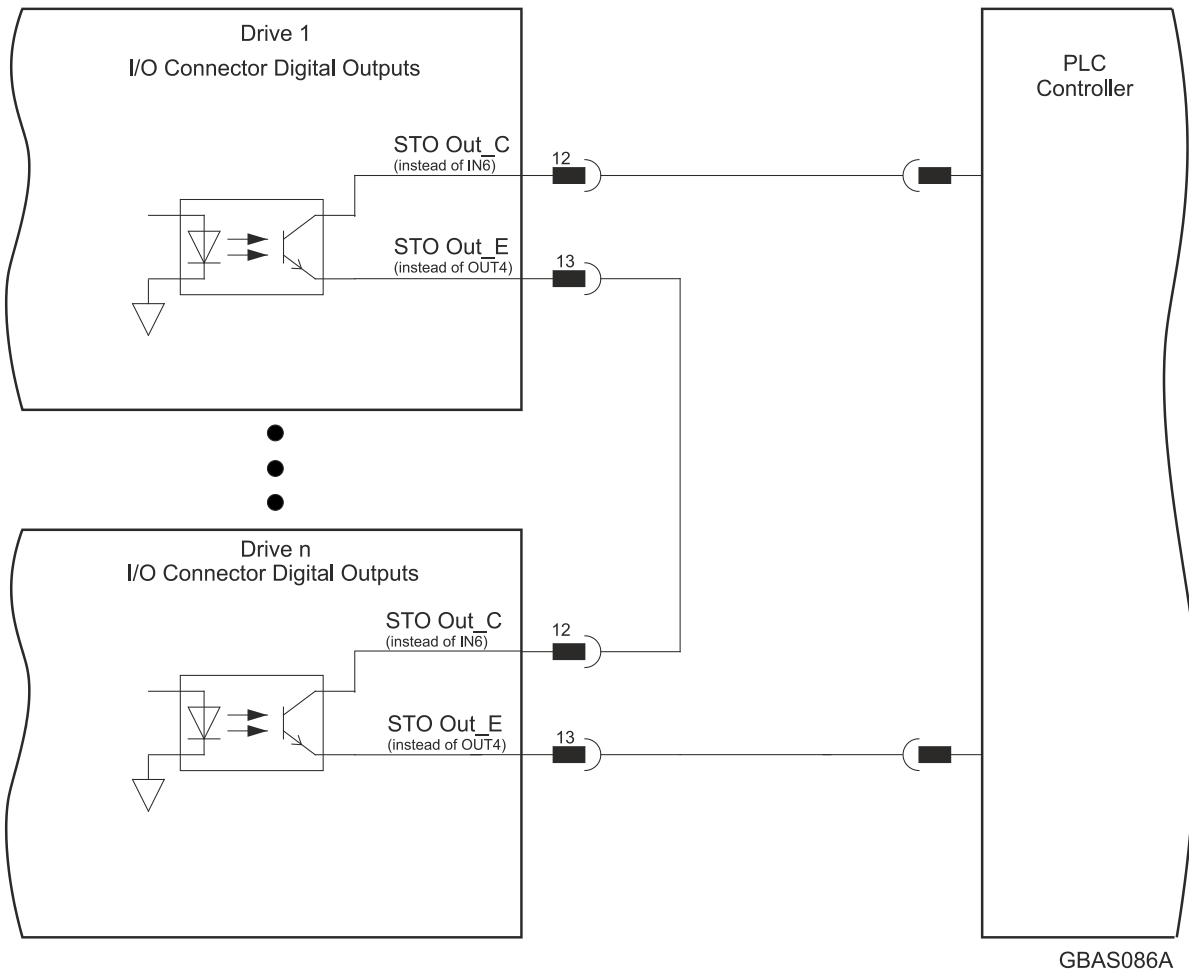 Drive 1
I/O Connector Digital Outputs
PLC
Controller
STO Out_C
(instead of IN6)
12
STO Out_E
(instead of OUT4)
13
Drive n
I/O Connector Digital Outputs
STO Out_C
(instead of IN6)
12
STO Out_E
(instead of OUT4)
13
GBAS086A